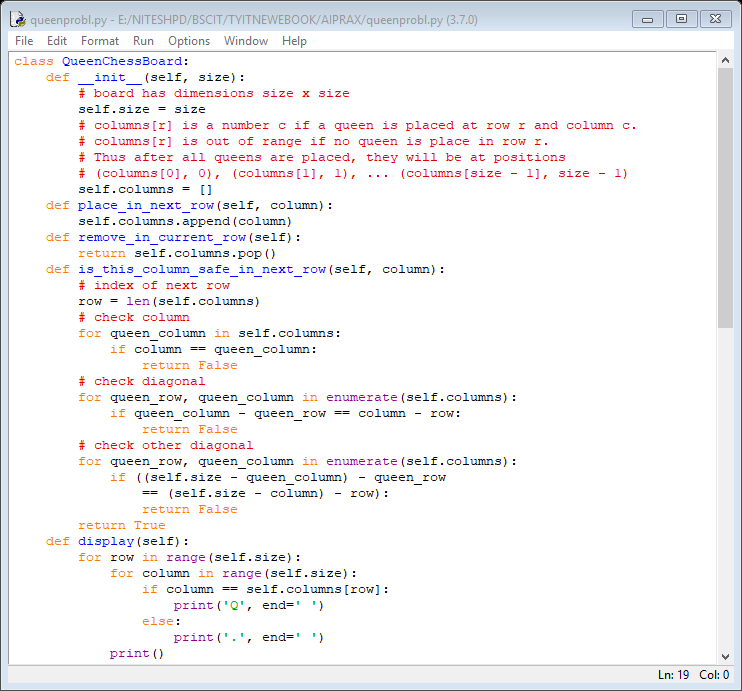 queenprobl.py - E:/NITESHPD/BSCIT/TYITNEWEBOOK/AIPRAX/queenprobl.py (3.7.0)
File Edit Format Run Options Window Help
class QueenChessBoard:
    def __init__(self, size):
        # board has dimensions size x size
        self.size = size
        # columns[r] is a number c if a queen is placed at row r and column c.
        # columns[r] is out of range if no queen is place in row r.
        # Thus after all queens are placed, they will be at positions
        # (columns[0], 0), (columns[1], 1), ... (columns[size - 1], size - 1)
        self.columns = []
    def place_in_next_row(self, column):
        self.columns.append(column)
    def remove_in_current_row(self):
        return self.columns.pop()
    def is_this_column_safe_in_next_row(self, column):
        # index of next row
        row = len(self.columns)
        # check column
        for queen_column in self.columns:
            if column == queen_column:
                return False
        # check diagonal
        for queen_row, queen_column in enumerate(self.columns):
            if queen_column - queen_row == column - row:
                return False
        # check other diagonal
        for queen_row, queen_column in enumerate(self.columns):
            if ((self.size - queen_column) - queen_row
                == (self.size - column) - row):
                return False
        return True
    def display(self):
        for row in range(self.size):
            for column in range(self.size):
                if column == self.columns[row]:
                    print('Q', end=' ')
                else:
                    print('.', end=' ')
            print()
Ln: 19 Col: 0